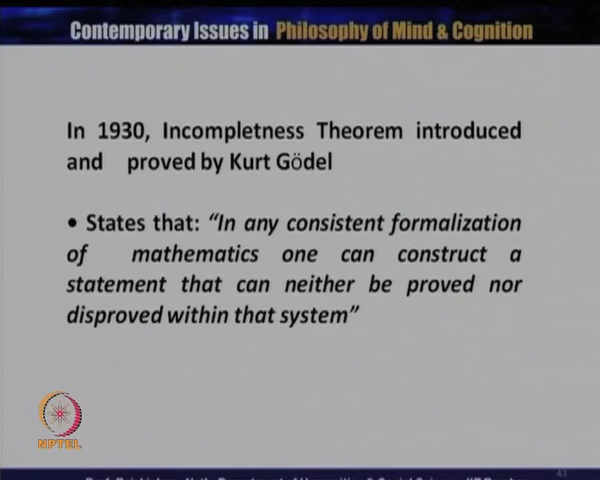 Contemporary Issues in Philosophy of Mind & Cognition
In 1930, Incompletness Theorem introduced
and proved by Kurt Gödel
• States that: “In any consistent formalization
of mathematics one can construct a
statement that can neither be proved nor
disproved within that system”
NPTEL